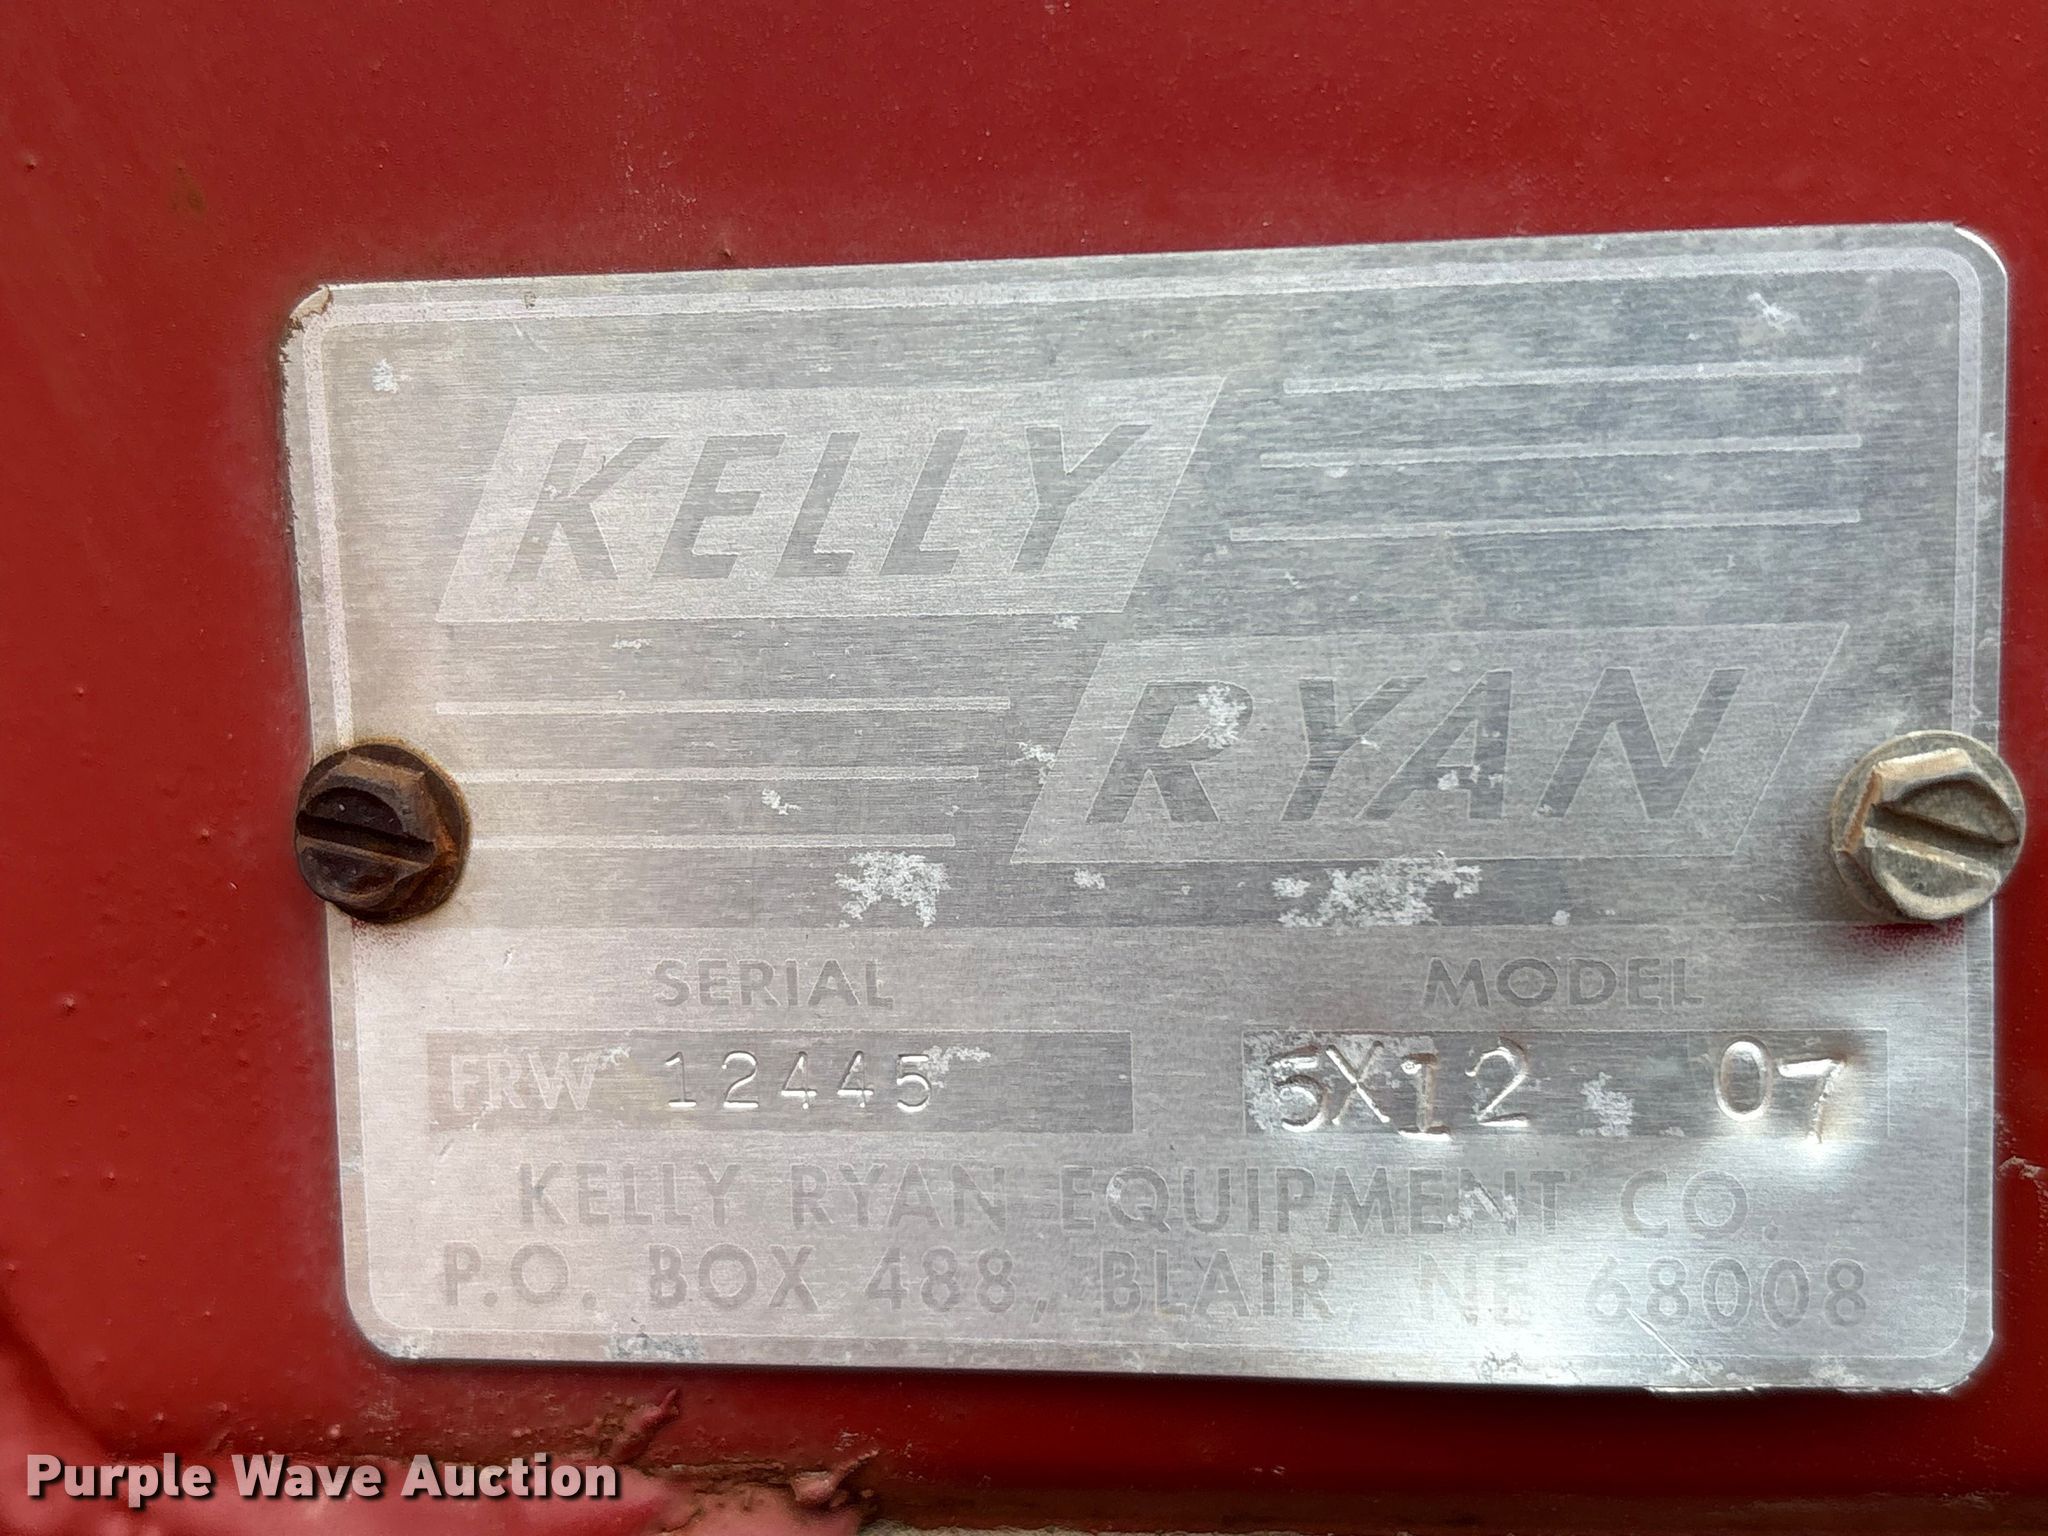 KELLY
RYAN
SERIAL MODEL
FRW 12445 5X12 07
KELLY RYAN EQUIPMENT CO.
P.O. BOX 488, BLAIR, NE 68008
Purple Wave Auction